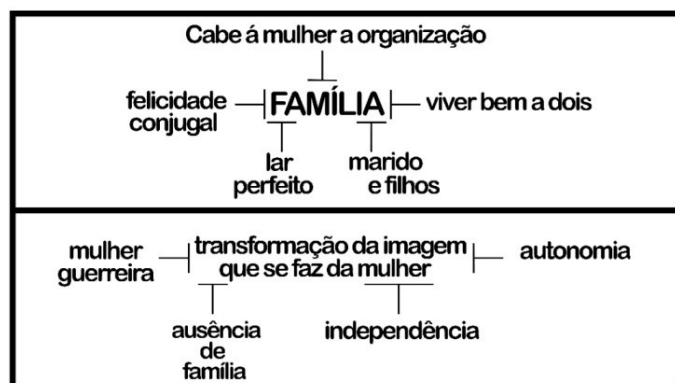 Cabe á mulher a organização
felicidade
conjugal
FAMÍLIA
viver bem a dois
lar
perfeito
marido
e filhos
mulher
guerreira
transformação da imagem
que se faz da mulher
autonomia
ausência
de
família
independência